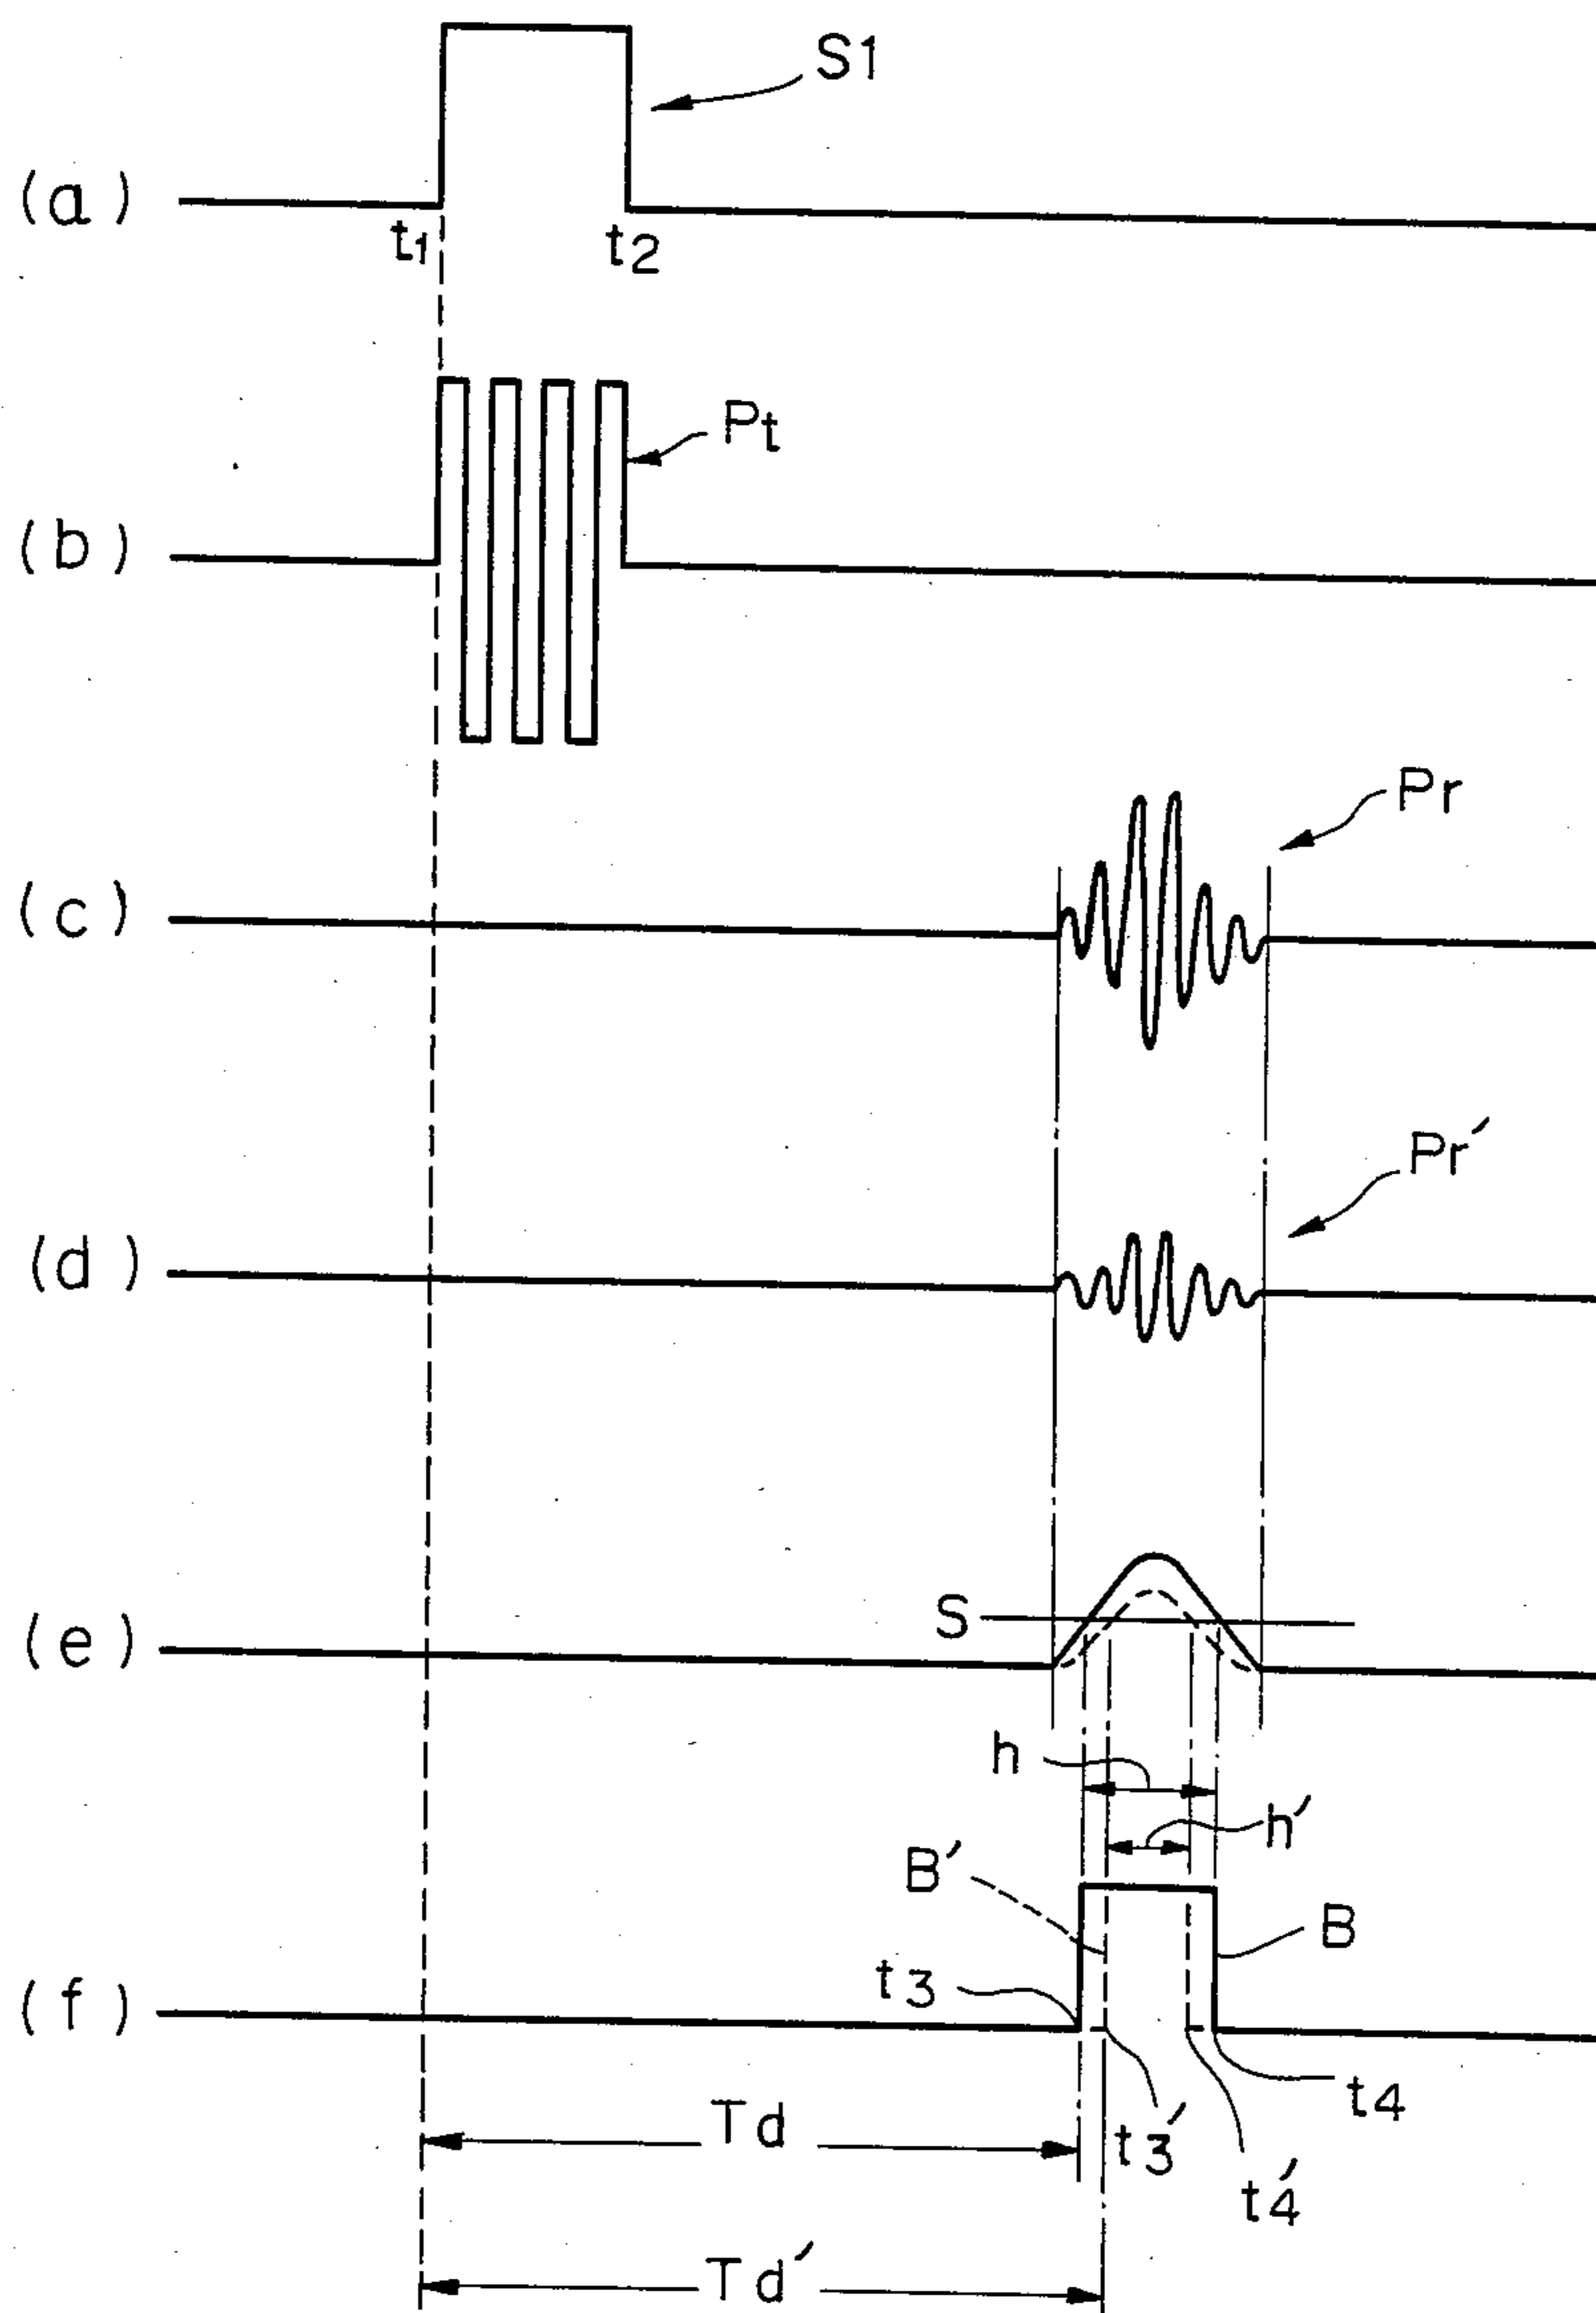 S1
(a)
t1
t2
Pt
(b)
Pr
(c)
Pr′
(d)
S
(e)
h
h′
B′
B
t3
(f)
t4
Td
t3′
t4′
Td′